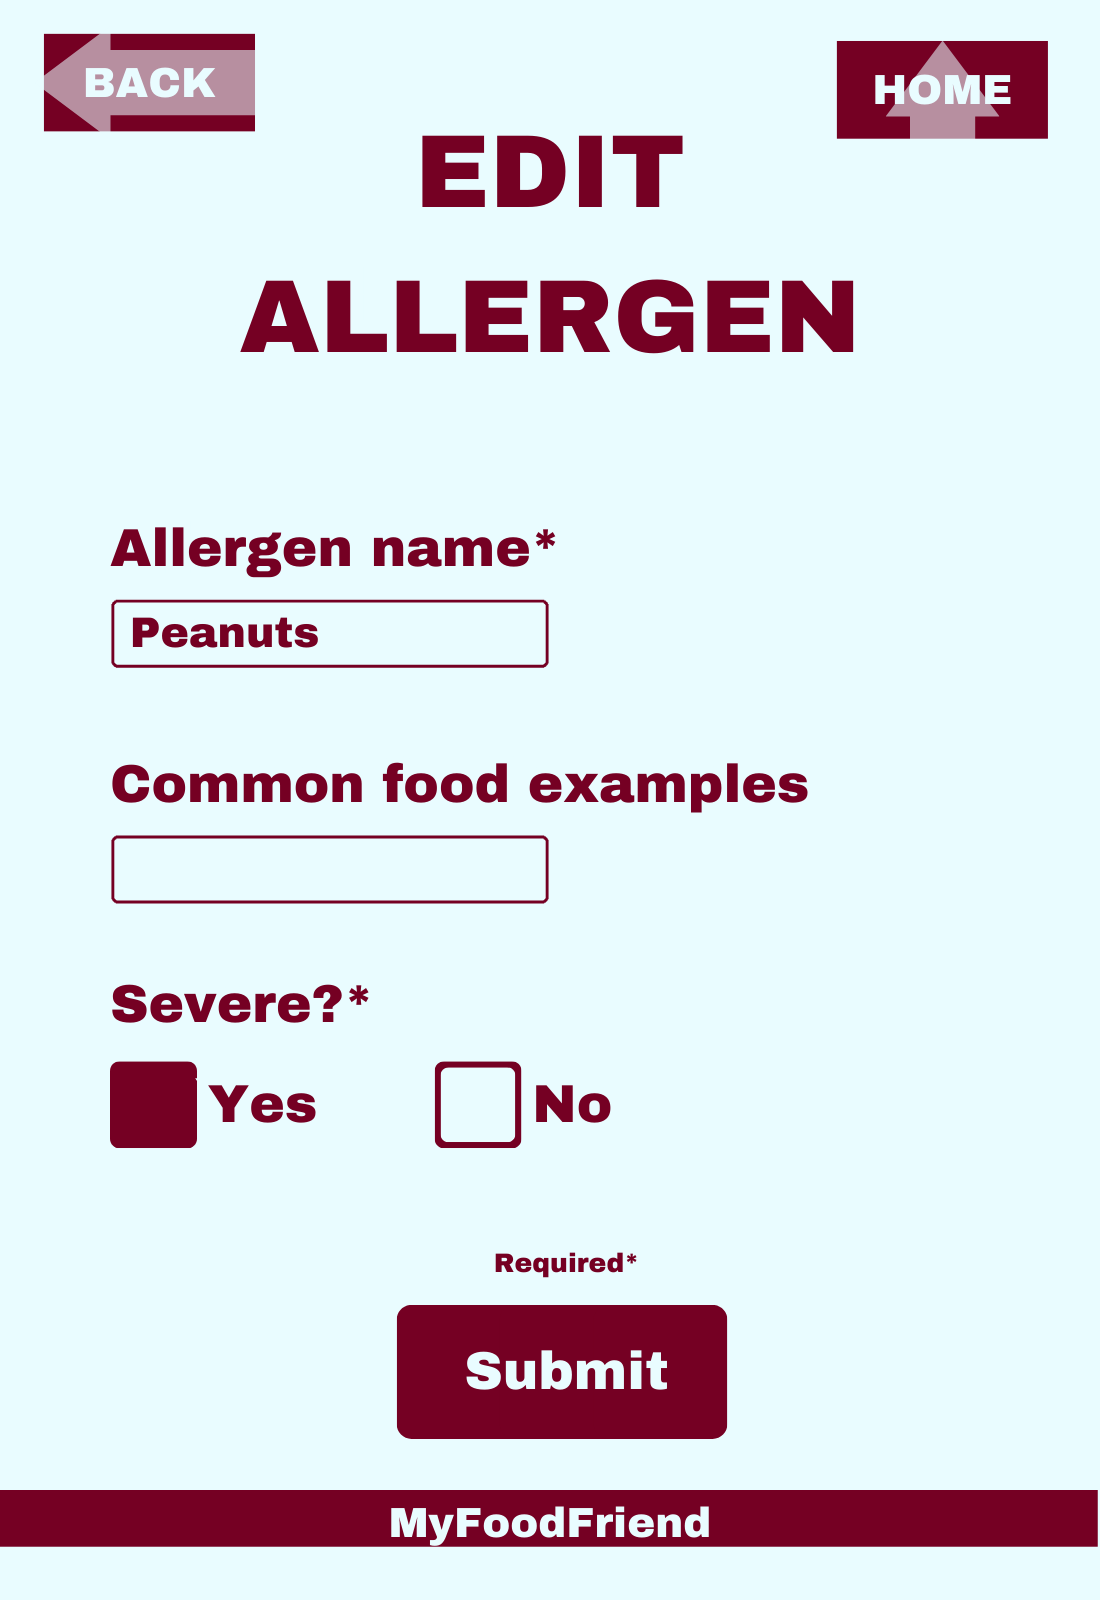 BACK
HOME
EDIT
ALLERGEN
Allergen name*
Peanuts
Common food examples
Severe?*
Yes
No
Required*
Submit
MyFoodFriend